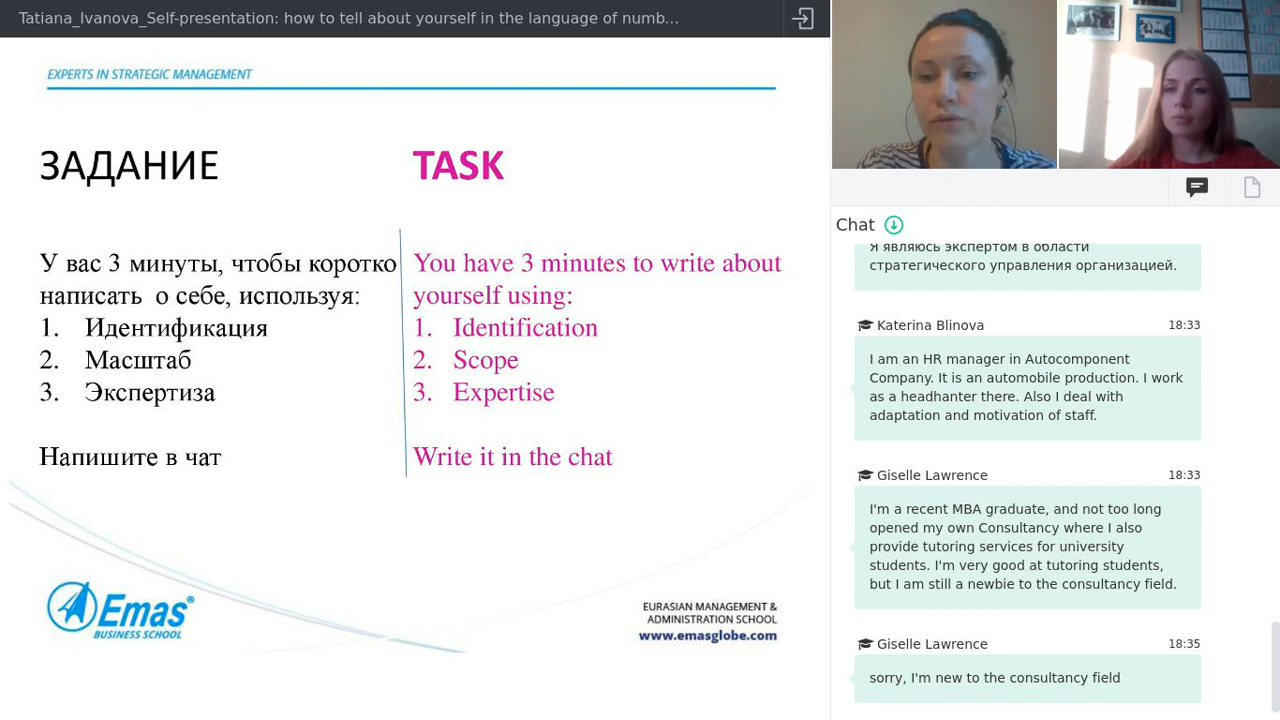 Tatiana_Ivanova_Self-presentation: how to tell about yourself in the language of numb...
EXPERTS IN STRATEGIC MANAGEMENT
ЗАДАНИЕ
У вас 3 минуты, чтобы коротко
написать о себе, используя:
1. Идентификация
2. Масштаб
3. Экспертиза
Напишите в чат
TASK
You have 3 minutes to write about
yourself using:
1. Identification
2. Scope
3. Expertise
Write it in the chat
Emas®
BUSINESS SCHOOL
EURASIAN MANAGEMENT &
ADMINISTRATION SCHOOL
www.emasglobe.com
Chat
Я являюсь экспертом в области
стратегического управления организацией.
Katerina Blinova 18:33
I am an HR manager in Autocomponent
Company. It is an automobile production. I work
as a headhanter there. Also I deal with
adaptation and motivation of staff.
Giselle Lawrence 18:33
I'm a recent MBA graduate, and not too long
opened my own Consultancy where I also
provide tutoring services for university
students. I'm very good at tutoring students,
but I am still a newbie to the consultancy field.
Giselle Lawrence 18:35
sorry, I'm new to the consultancy field